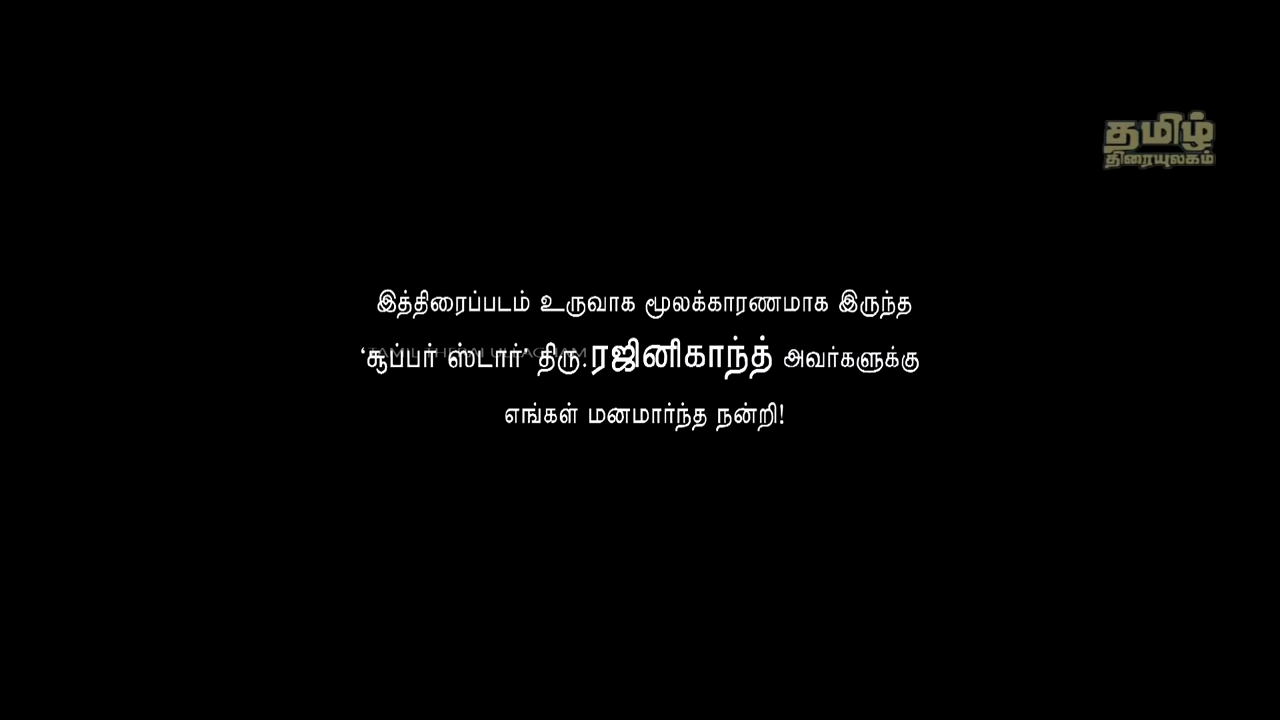 தமிழ்
திரையுலகம்
இத்திரைப்படம் உருவாக மூலக்காரணமாக இருந்த
‘சூப்பர் ஸ்டார்’ திரு.ரஜினிகாந்த் அவர்களுக்கு
எங்கள் மனமார்ந்த நன்றி!